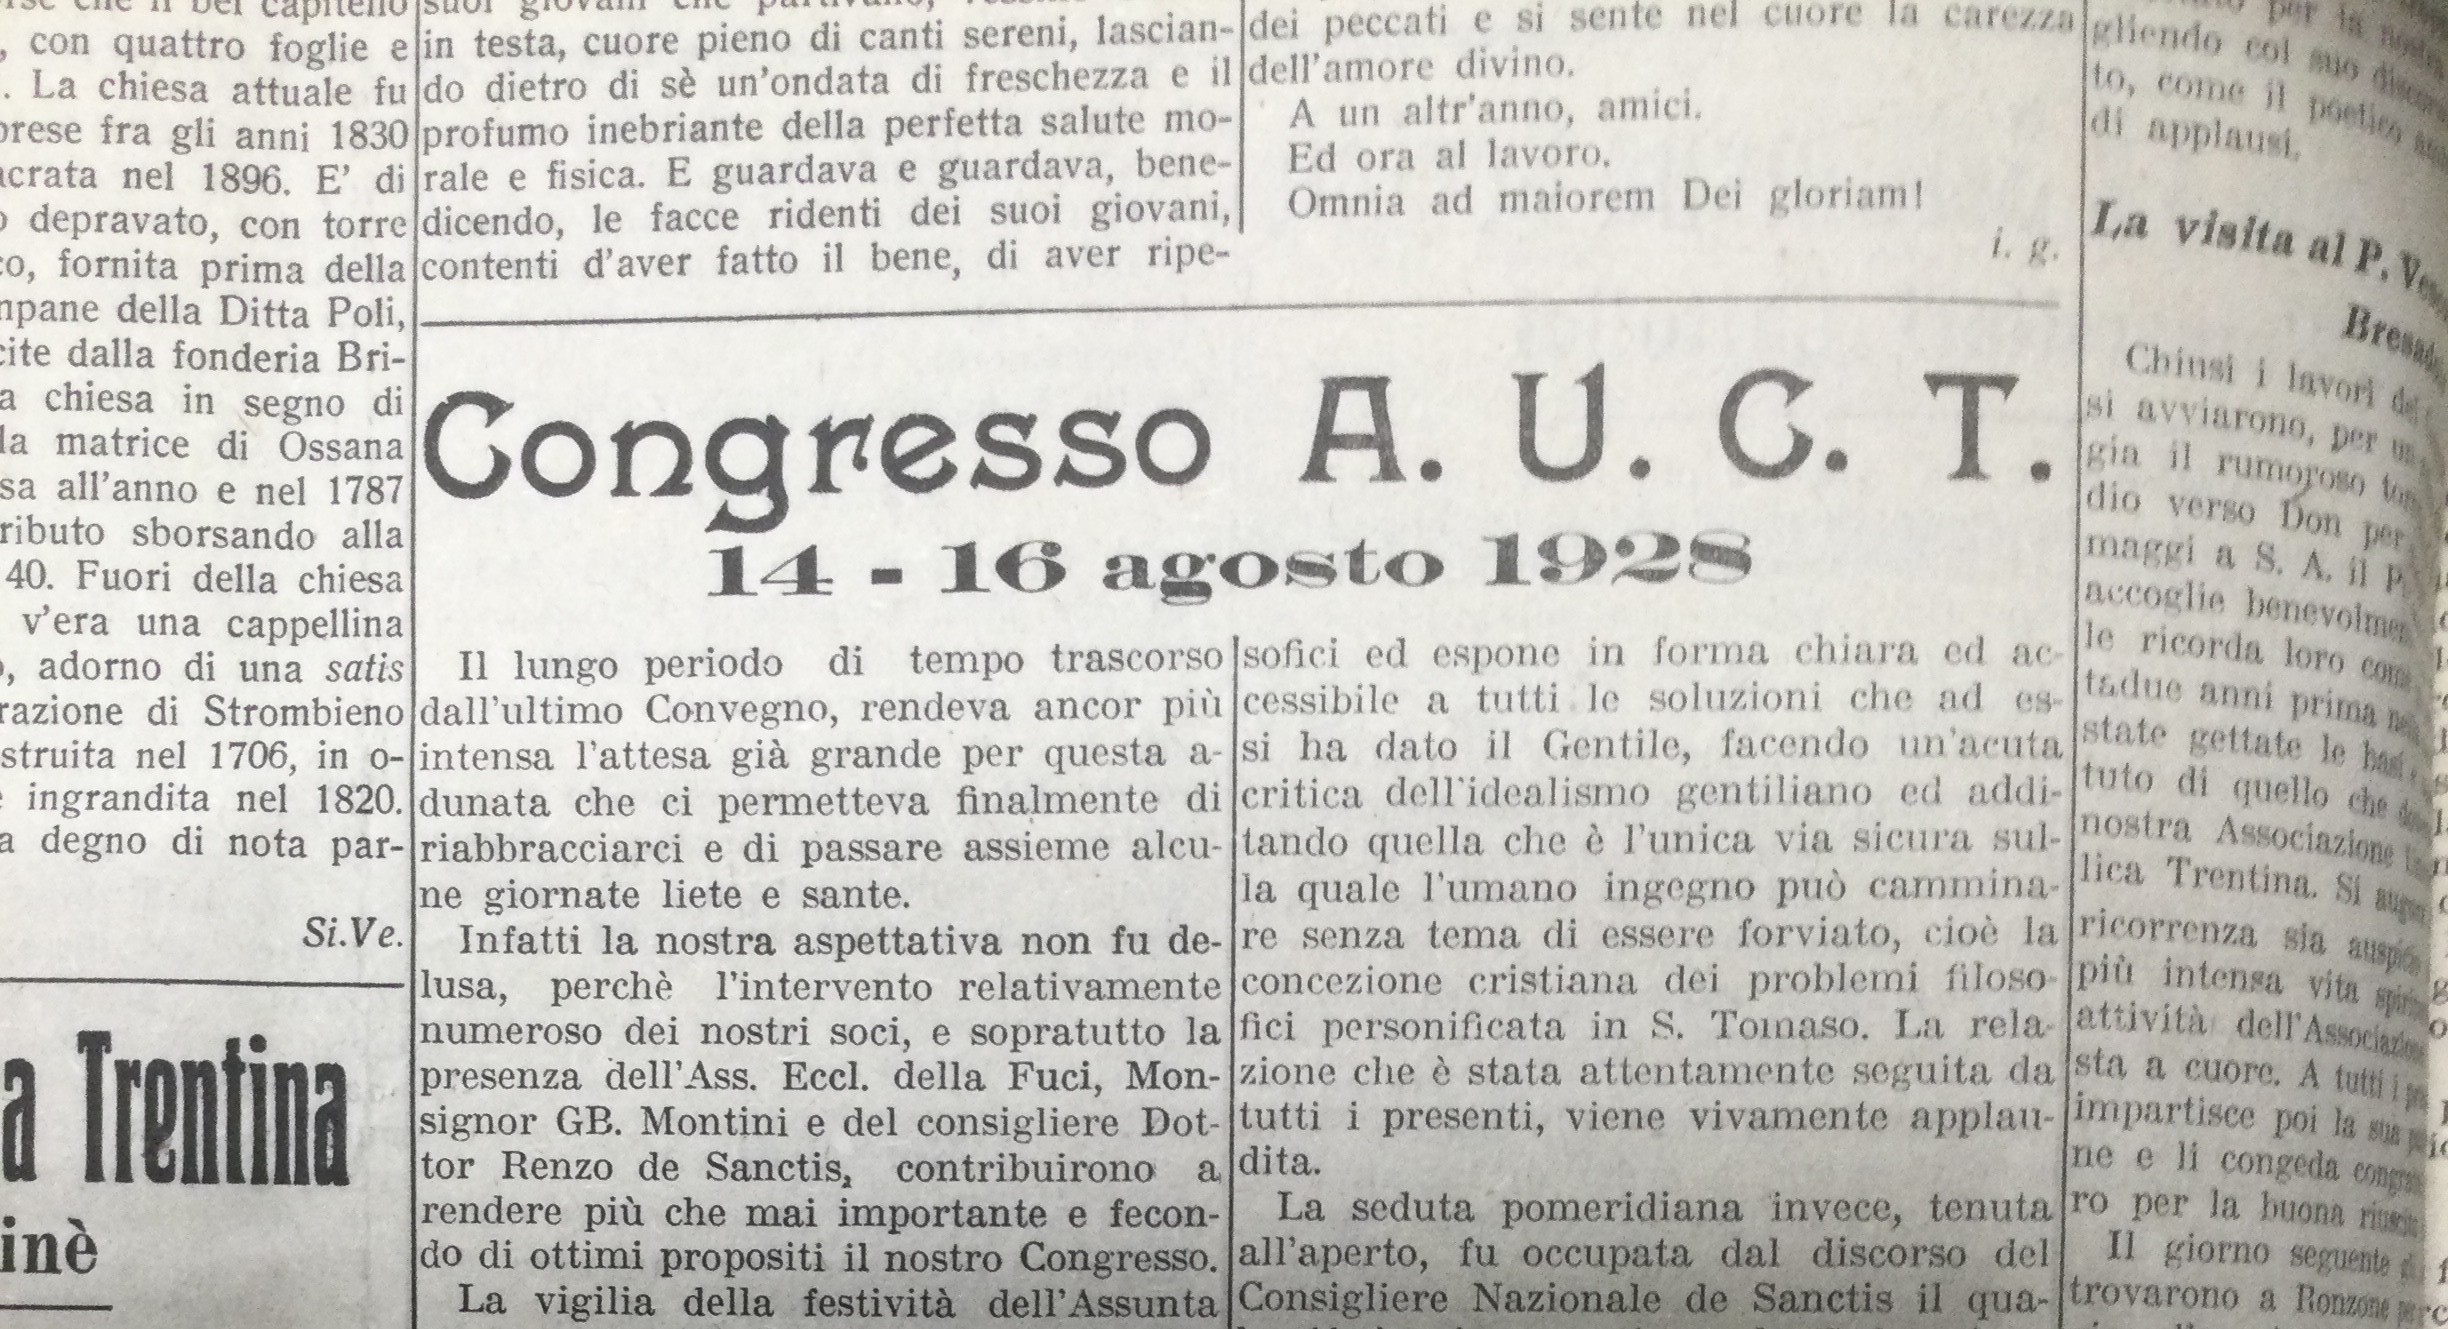 , con quattro foglie e
. La chiesa attuale fu
fra gli anni 1830
nel 1896. E' di
depravato, con torre
fornita prima della
della Ditta Poli,
dalla fonderia Bri-
chiesa in segno di
la matrice di Ossana
all'anno e nel 1787
sborsando alla
40. Fuori della chiesa
v'era una cappellina
, adorno di una satis
di Strombieno
nel 1706, in o-
ingrandita nel 1820.
degno di nota par-
Si.Ve.
a Trentina
inè
in testa, cuore pieno di canti sereni, lascian-
do dietro di sè un'ondata di freschezza e il
profumo inebriante della perfetta salute mo-
rale e fisica. E guardava e guardava, bene-
dicendo, le facce ridenti dei suoi giovani,
contenti d'aver fatto il bene, di aver ripe-
dei peccati e si sente nel cuore la carezza
dell'amore divino.
A un altr'anno, amici.
Ed ora al lavoro.
Omnia ad maiorem Dei gloriam!
i. g.
Congresso A. U. C. T.
14 - 16 agosto 1928
Il lungo periodo di tempo trascorso
dall'ultimo Convegno, rendeva ancor più
intensa l'attesa già grande per questa a-
dunata che ci permetteva finalmente di
riabbracciarci e di passare assieme alcu-
ne giornate liete e sante.
Infatti la nostra aspettativa non fu de-
lusa, perchè l'intervento relativamente
numeroso dei nostri soci, e sopratutto la
presenza dell'Ass. Eccl. della Fuci, Mon-
signor GB. Montini e del consigliere Dot-
tor Renzo de Sanctis, contribuirono a
rendere più che mai importante e fecon-
do di ottimi propositi il nostro Congresso.
La vigilia della festività dell'Assunta
sofici ed espone in forma chiara ed ac-
cessibile a tutti le soluzioni che ad es-
si ha dato il Gentile, facendo un'acuta
critica dell'idealismo gentiliano ed addi-
tando quella che è l'unica via sicura sul-
la quale l'umano ingegno può cammina-
re senza tema di essere forviato, cioè la
concezione cristiana dei problemi filoso-
fici personificata in S. Tomaso. La rela-
zione che è stata attentamente seguita da
tutti i presenti, viene vivamente applau-
dita.
La seduta pomeridiana invece, tenuta
all'aperto, fu occupata dal discorso del
Consigliere Nazionale de Sanctis il qua-
gliendo col suo
to, come il poetico
di applausi.
La visita al P.
Chiusi i lavori
si avviarono, per
gia il rumoroso
dio verso Don per
maggi a S. A. il P.
accoglie
le ricorda loro
tadue anni prima
state gettate le
tuto di quello che
nostra Associazione
lica Trentina. Si
ricorrenza sia
più intensa vita
attività dell'Associazione
sta a cuore. A tutti i
impartisce poi la sua
ne e li congeda
ro per la buona
Il giorno seguente
trovarono a Ronzone